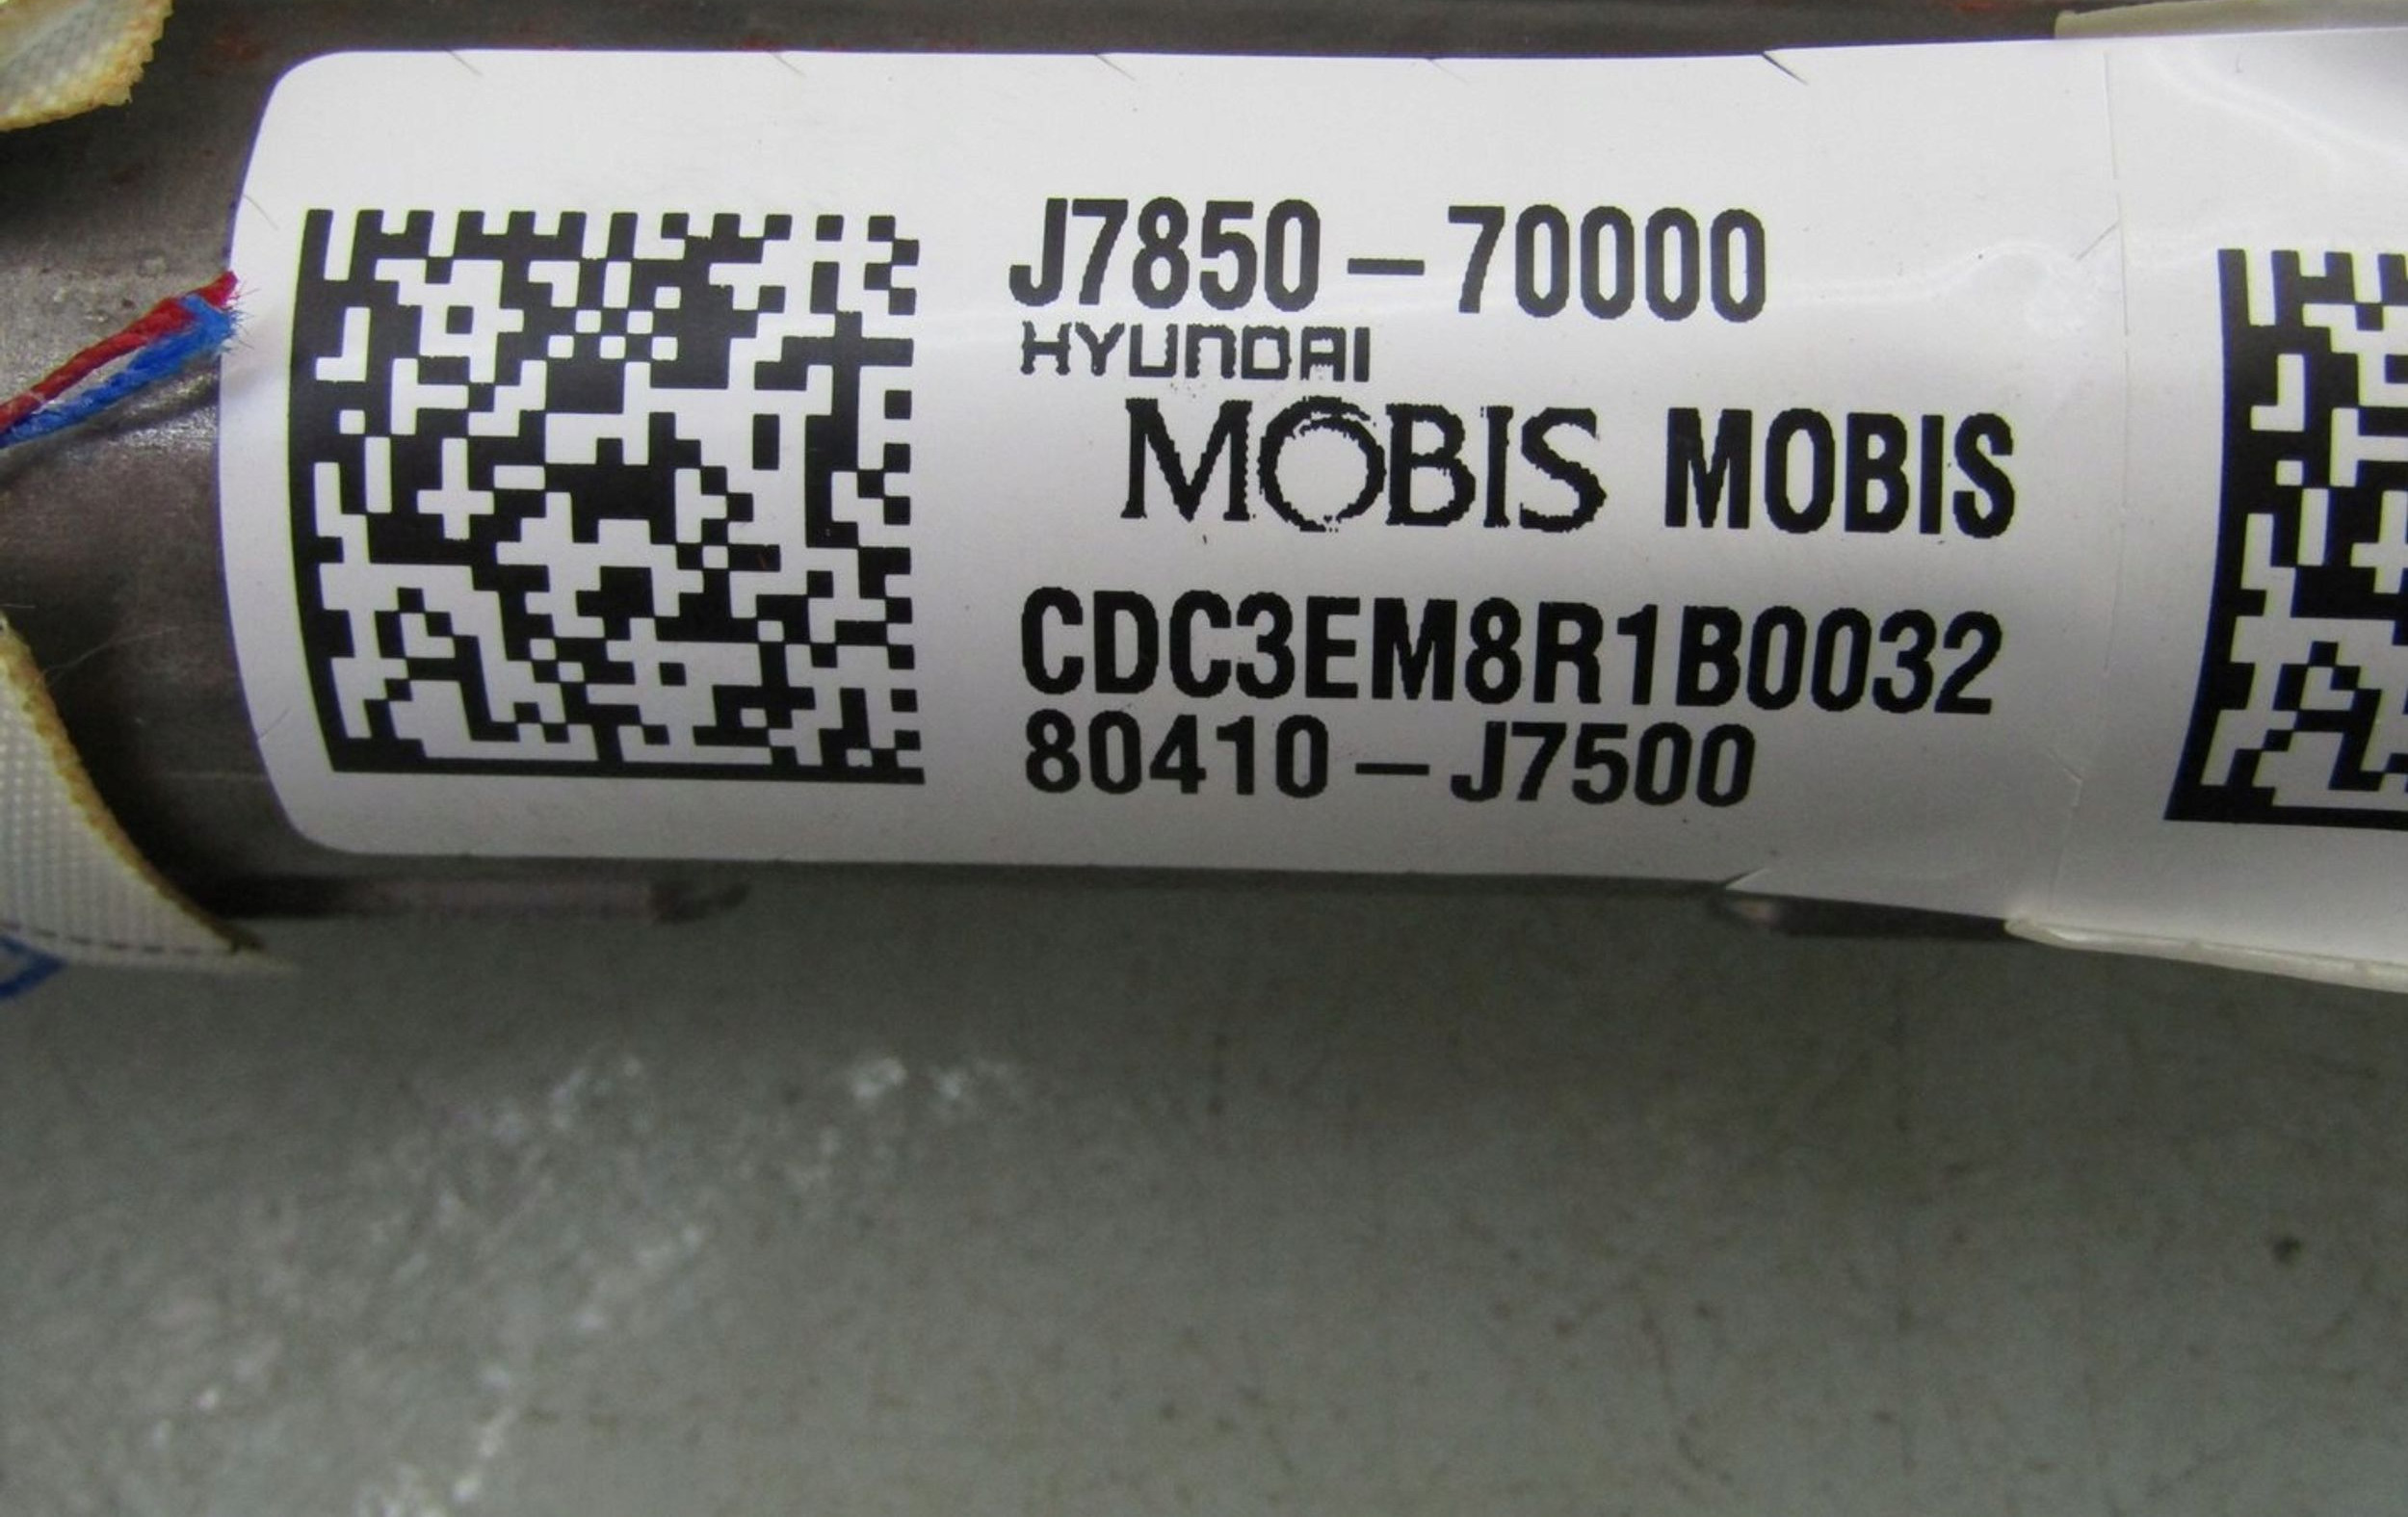 J7850-70000
HYUNDAI
MOBIS MOBIS
CDC3EM8R1B0032
80410-J7500